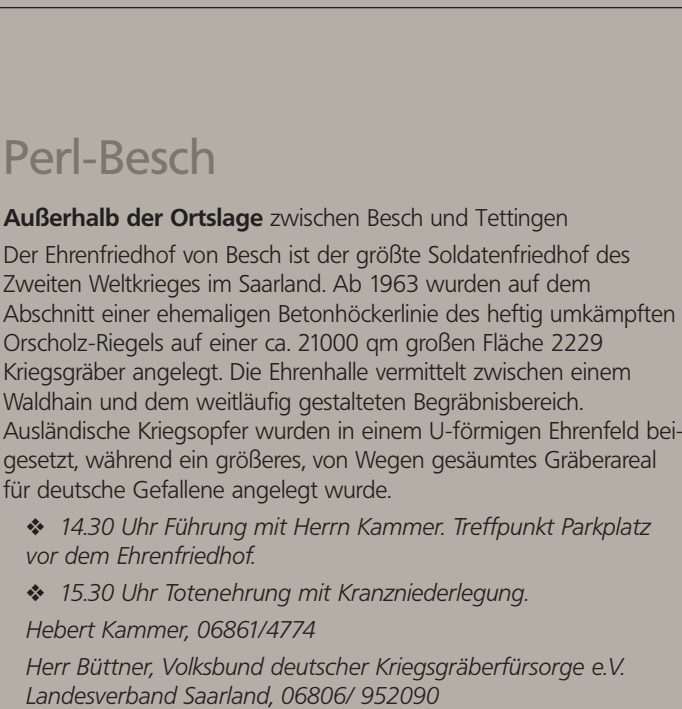 Perl-Besch
Außerhalb der Ortslage zwischen Besch und Tettingen
Der Ehrenfriedhof von Besch ist der größte Soldatenfriedhof des
Zweiten Weltkrieges im Saarland. Ab 1963 wurden auf dem
Abschnitt einer ehemaligen Betonhöckerlinie des heftig umkämpften
Orscholz-Riegels auf einer ca. 21000 qm großen Fläche 2229
Kriegsgräber angelegt. Die Ehrenhalle vermittelt zwischen einem
Waldhain und dem weitläufig gestalteten Begräbnisbereich.
Ausländische Kriegsopfer wurden in einem U-förmigen Ehrenfeld bei-
gesetzt, während ein größeres, von Wegen gesäumtes Gräberareal
für deutsche Gefallene angelegt wurde.
❖ 14.30 Uhr Führung mit Herrn Kammer. Treffpunkt Parkplatz
vor dem Ehrenfriedhof.
❖ 15.30 Uhr Totenehrung mit Kranzniederlegung.
Hebert Kammer, 06861/4774
Herr Büttner, Volksbund deutscher Kriegsgräberfürsorge e.V.
Landesverband Saarland, 06806/ 952090